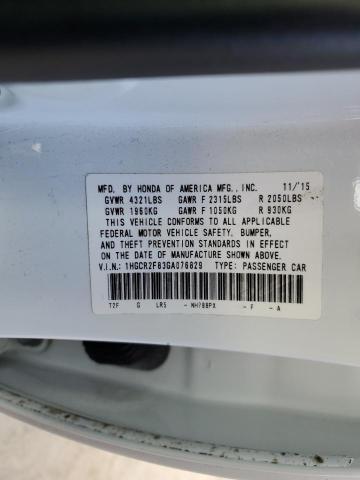 MFD. BY HONDA OF AMERICA MFG., INC. 11/15
GVWR 4321LBS GAWR F 2315LBS R 2050LBS
GVWR 1960KG GAWR F 1050KG R 930KG
THIS VEHICLE CONFORMS TO ALL APPLICABLE
FEDERAL MOTOR VEHICLE SAFETY, BUMPER,
AND THEFT PREVENTION STANDARDS IN EFFECT
ON THE DATE OF MANUFACTURE SHOWN ABOVE.
V.I.N.: 1HGCR2F83GA076829 TYPE: PASSENGER CAR
T2F G LR5 - NH788PX - F - A